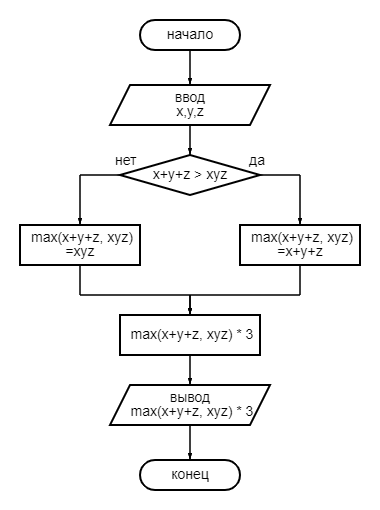 начало
ввод
x,y,z
нет
да
x+y+z > xyz
max(x+y+z, xyz)
=xyz
max(x+y+z, xyz)
=x+y+z
max(x+y+z, xyz) * 3
вывод
max(x+y+z, xyz) * 3
конец